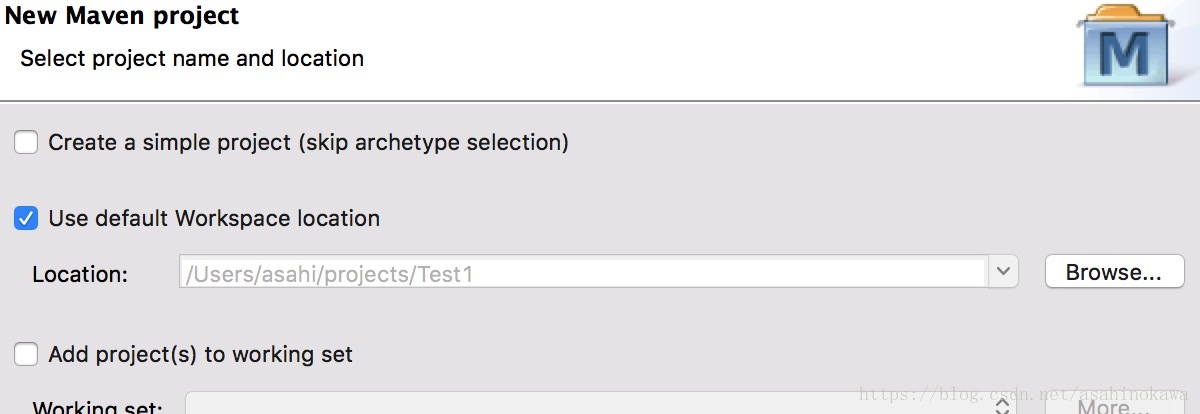 New Maven project
Select project name and location
M
Create a simple project (skip archetype selection)
Use default Workspace location
Location: /Users/asahi/projects/Test1 Browse...
Add project(s) to working set
Working set: More...
https://blog.csdn.net/asahinokawa